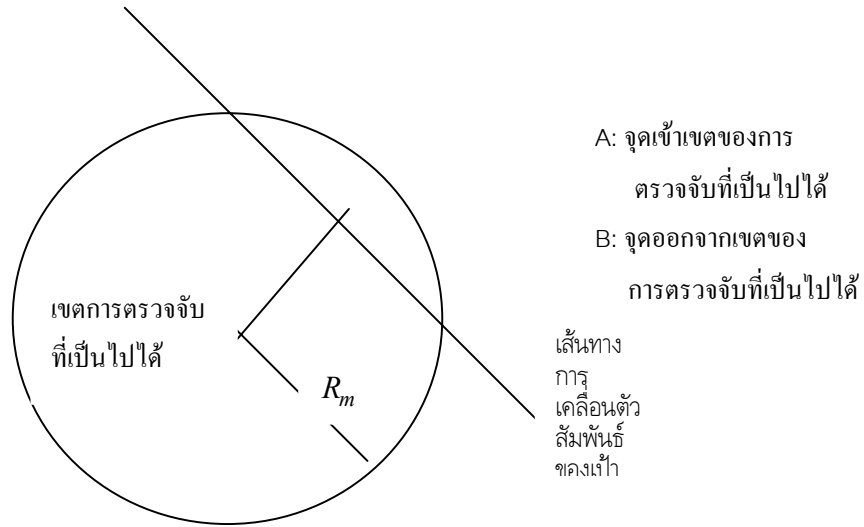 A: จุดเข้าเขตของการ
ตรวจจับที่เป็นไปได้
B: จุดออกจากเขตของ
การตรวจจับที่เป็นไปได้
เขตการตรวจจับ
ที่เป็นไปได้
R_m
เส้นทาง
การ
เคลื่อนตัว
สัมพันธ์
ของเป้า